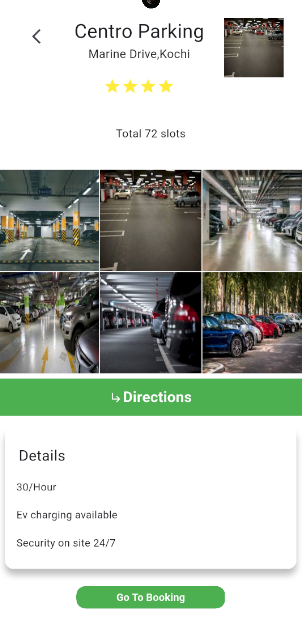 Centro Parking
Marine Drive,Kochi
Total 72 slots
Directions
Details
30/Hour
Ev charging available
Security on site 24/7
Go To Booking